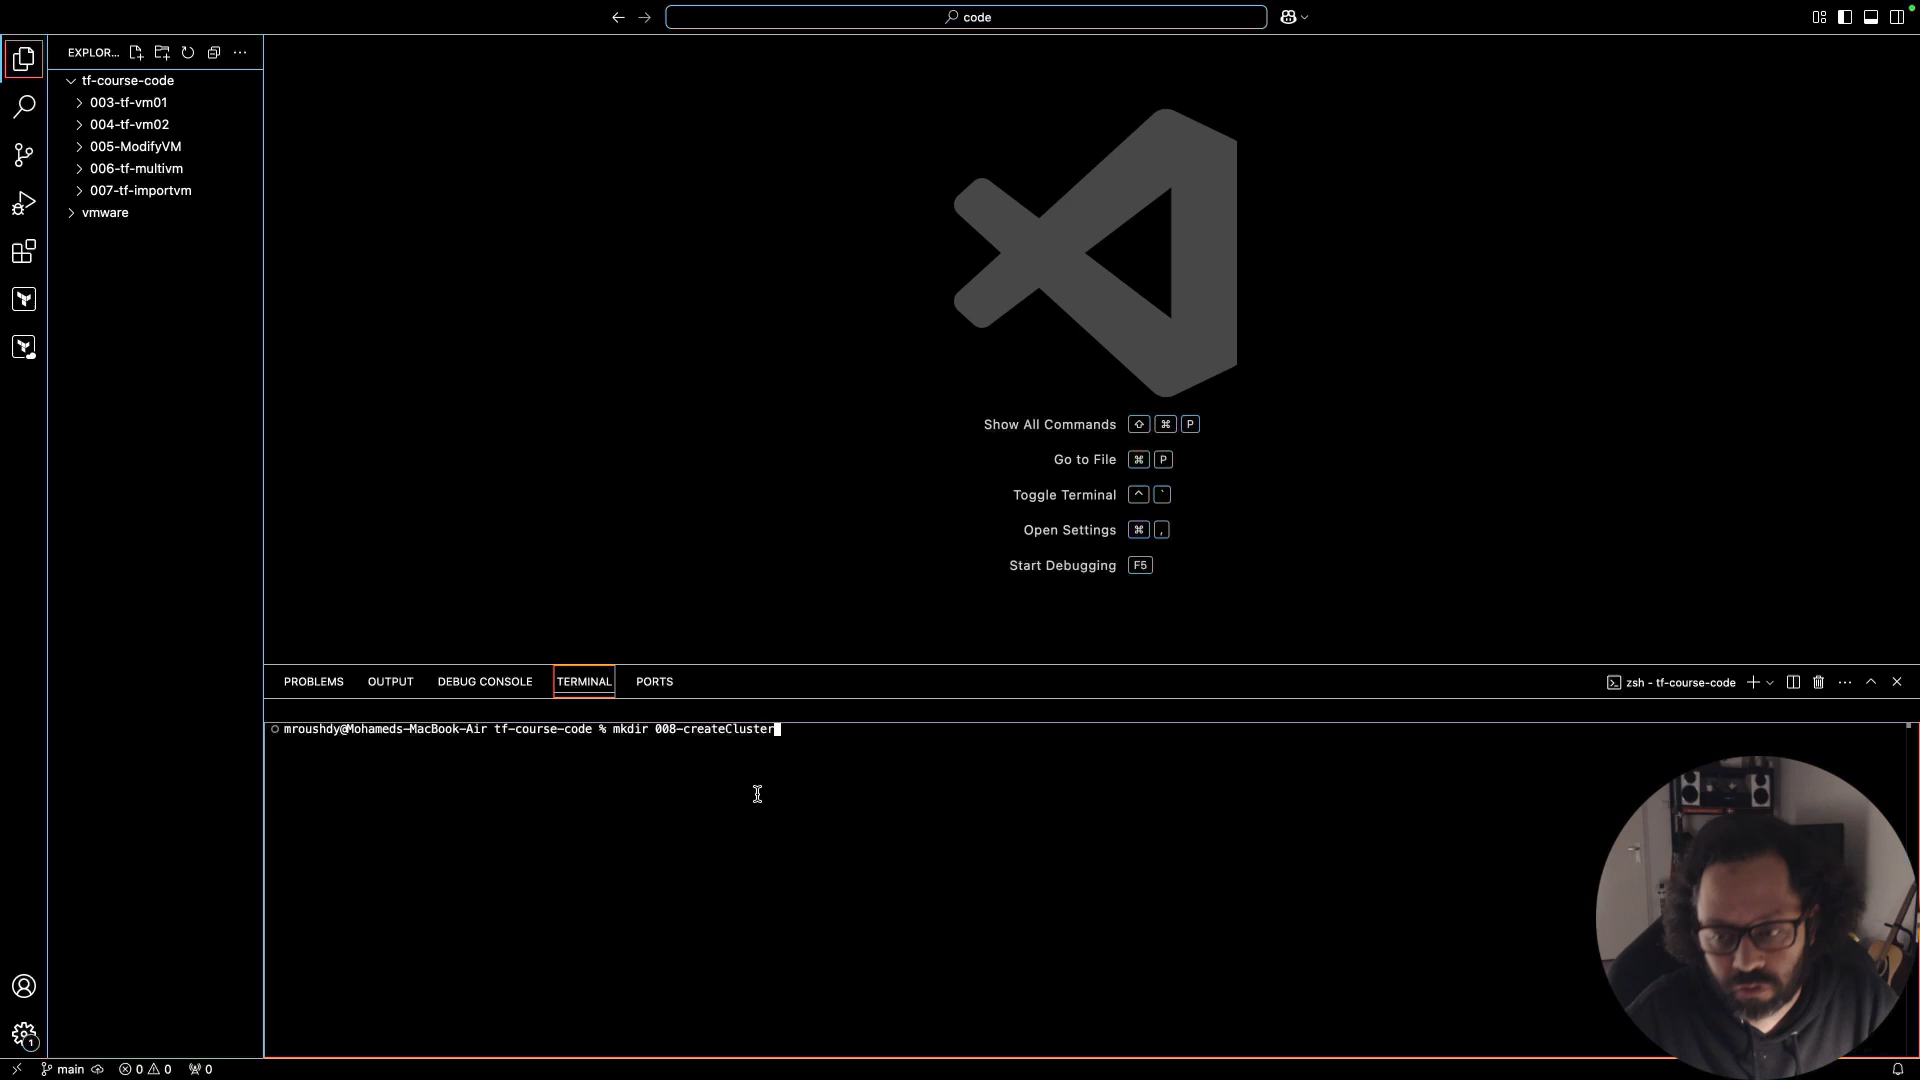 code
EXPLOR...
tf-course-code
003-tf-vm01
004-tf-vm02
005-ModifyVM
006-tf-multivm
007-tf-importvm
vmware
Show All Commands ⇧ ⌘ P
Go to File ⌘ P
Toggle Terminal ^ `
Open Settings ⌘ ,
Start Debugging F5
PROBLEMS OUTPUT DEBUG CONSOLE TERMINAL PORTS
zsh - tf-course-code
mroushdy@Mohameds-MacBook-Air tf-course-code % mkdir 008-createCluster
1
main 0 0 0